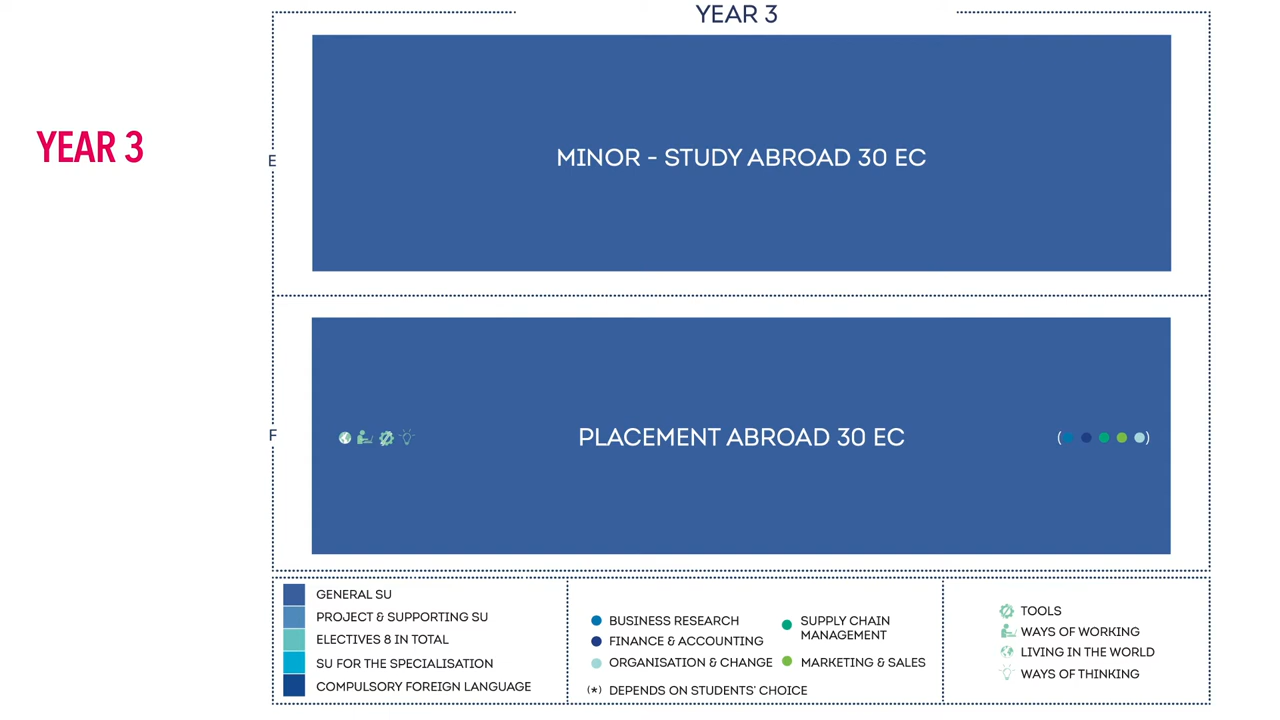 YEAR 3
YEAR 3
E
MINOR - STUDY ABROAD 30 EC
F
PLACEMENT ABROAD 30 EC
( )
GENERAL SU
PROJECT & SUPPORTING SU
ELECTIVES 8 IN TOTAL
SU FOR THE SPECIALISATION
COMPULSORY FOREIGN LANGUAGE
BUSINESS RESEARCH
FINANCE & ACCOUNTING
ORGANISATION & CHANGE
SUPPLY CHAIN
MANAGEMENT
MARKETING & SALES
(*) DEPENDS ON STUDENTS' CHOICE
TOOLS
WAYS OF WORKING
LIVING IN THE WORLD
WAYS OF THINKING